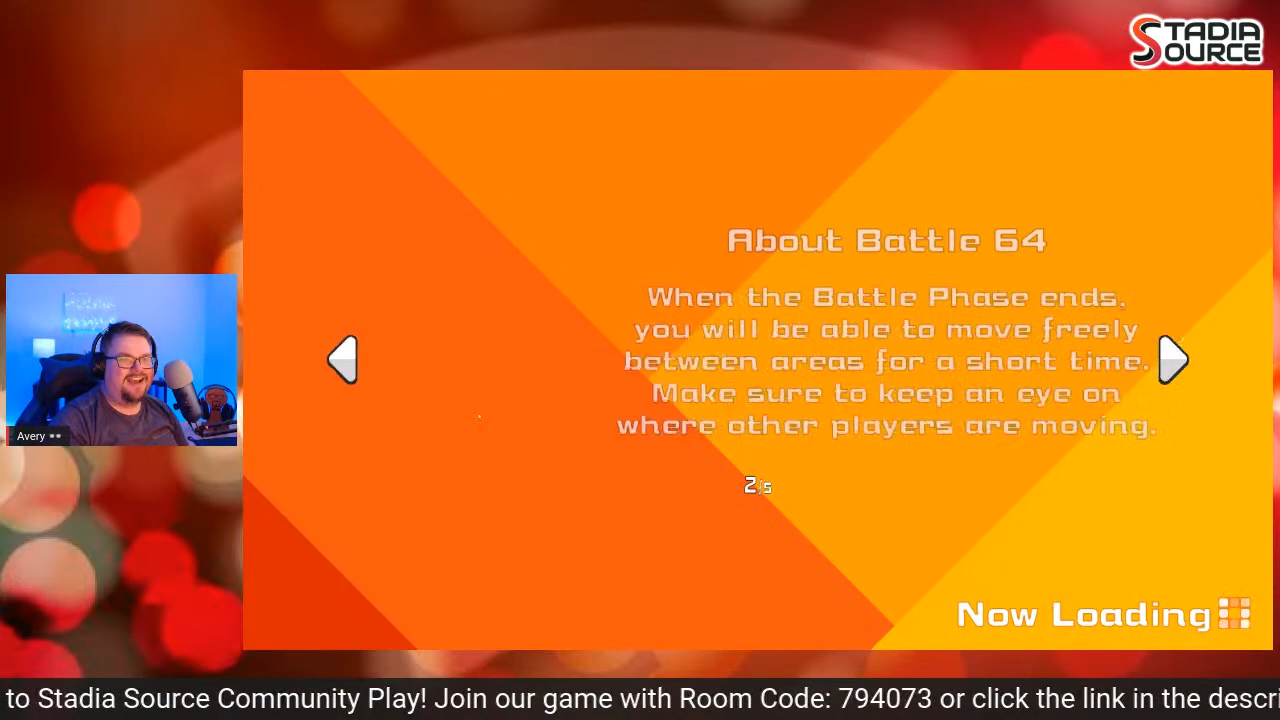 STADIA
SOURCE
About Battle 64
When the Battle Phase ends,
you will be able to move freely
between areas for a short time.
Make sure to keep an eye on
where other players are moving.
Avery
2/5
Now Loading
to Stadia Source Community Play! Join our game with Room Code: 794073 or click the link in the descri